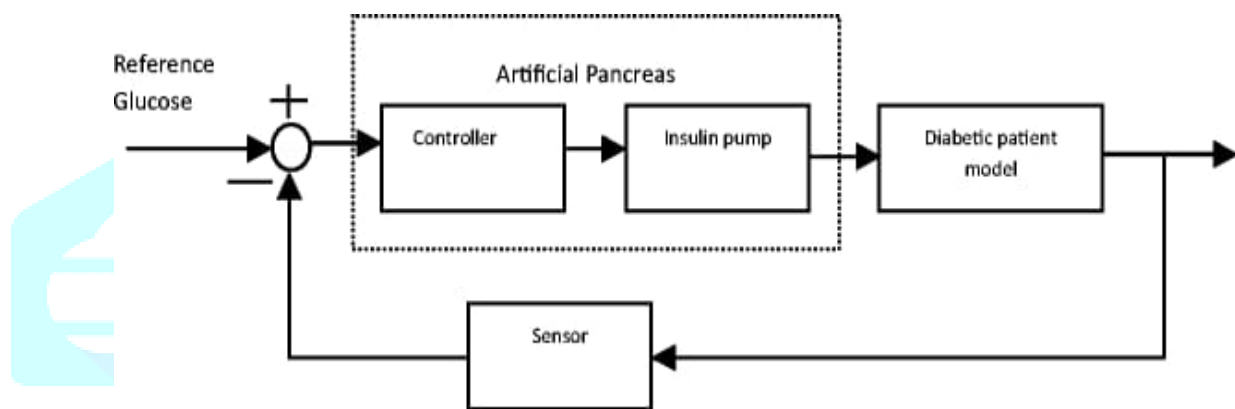 Reference
Glucose
Artificial Pancreas
Controller
Insulin pump
Diabetic patient
model
Sensor